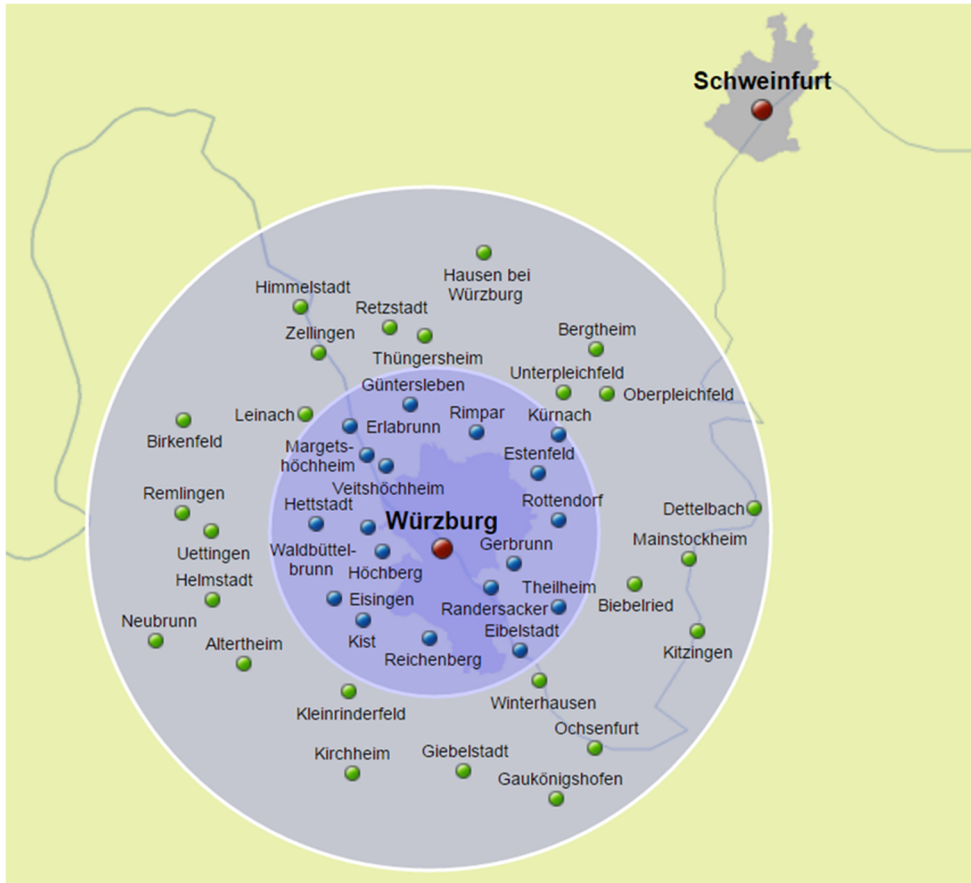 Schweinfurt
Hausen bei
Würzburg
Himmelstadt
Retzstadt
Zellingen
Bergtheim
Thüngersheim
Unterpleichfeld
Güntersleben
Oberpleichfeld
Leinach
Rimpar
Kürnach
Erlabrunn
Birkenfeld
Margets-
höchheim
Estenfeld
Veitshöchheim
Remlingen
Hettstadt
Rottendorf
Dettelbach
Würzburg
Mainstockheim
Gerbrunn
Uettingen
Waldbüttel-
brunn
Höchberg
Helmstadt
Theilheim
Eisingen
Randersacker
Biebelried
Neubrunn
Eibelstadt
Altertheim
Kist
Kitzingen
Reichenberg
Winterhausen
Kleinrinderfeld
Ochsenfurt
Kirchheim
Giebelstadt
Gaukönigshofen